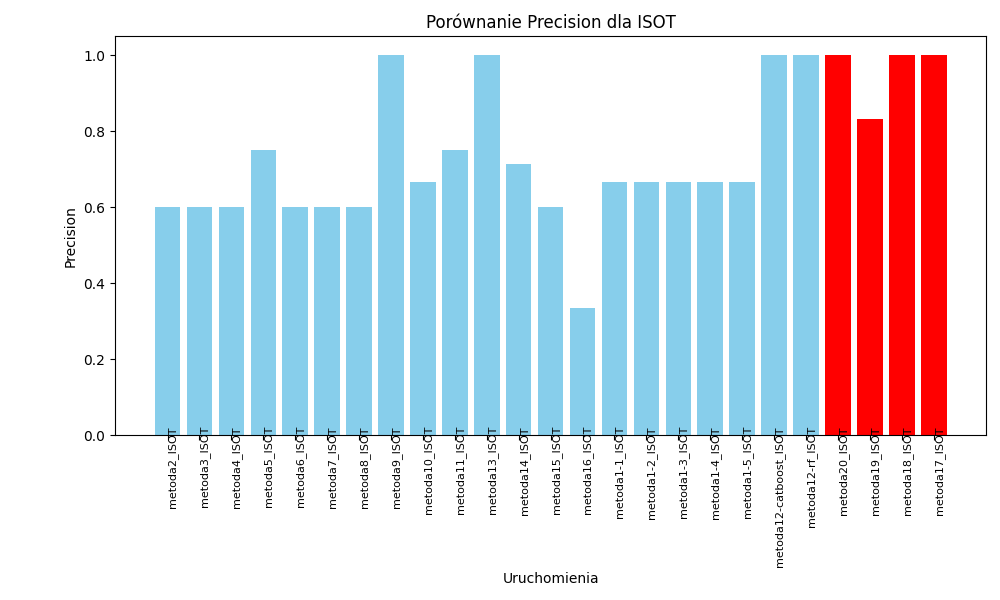 Porównanie Precision dla ISOT
Precision
1.0
0.8
0.6
0.4
0.2
0.0
metoda2_ISOT
metoda3_ISOT
metoda4_ISOT
metoda5_ISOT
metoda6_ISOT
metoda7_ISOT
metoda8_ISOT
metoda9_ISOT
metoda10_ISOT
metoda11_ISOT
metoda13_ISOT
metoda14_ISOT
metoda15_ISOT
metoda16_ISOT
metoda1-1_ISOT
metoda1-2_ISOT
metoda1-3_ISOT
metoda1-4_ISOT
metoda1-5_ISOT
metoda12-catboost_ISOT
metoda12-rf_ISOT
metoda20_ISOT
metoda19_ISOT
metoda18_ISOT
metoda17_ISOT
Uruchomienia